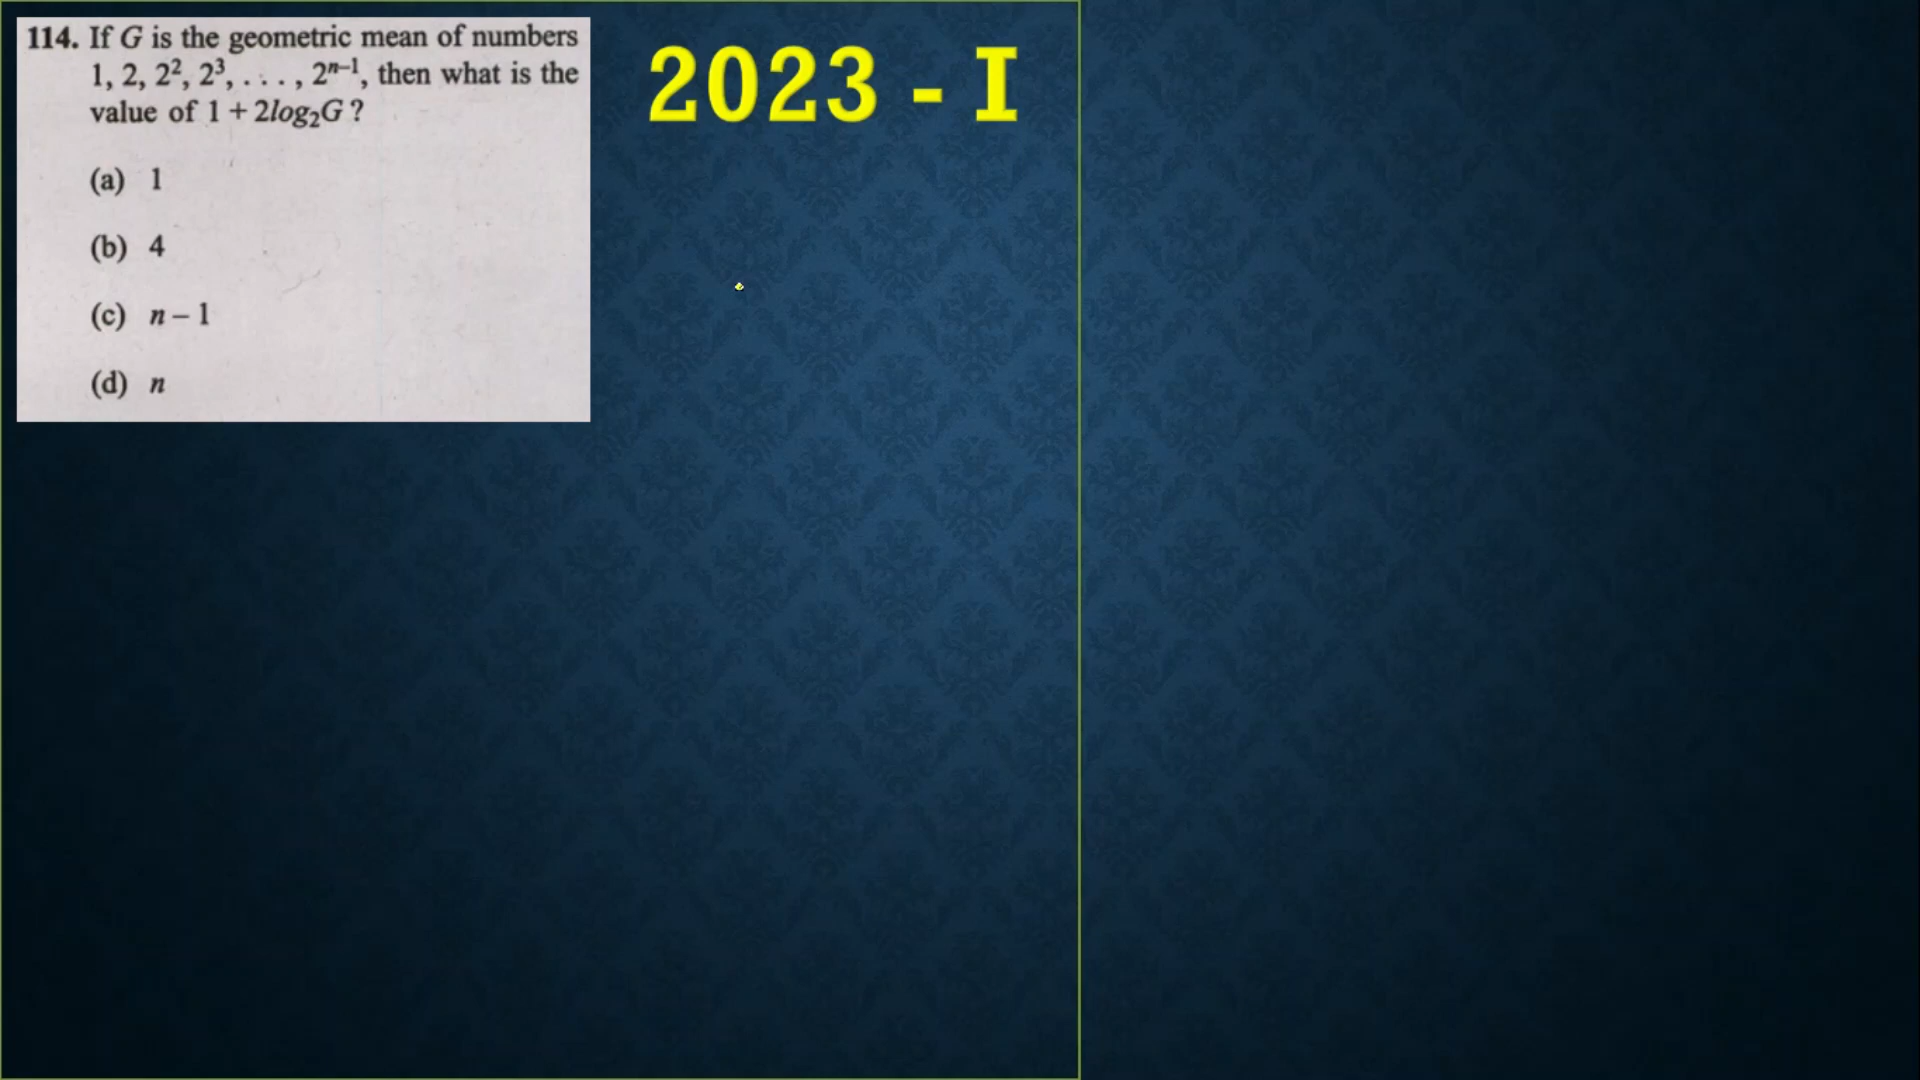 114. If G is the geometric mean of numbers
1, 2, 2², 2³, . . . . , 2ⁿ⁻¹, then what is the
value of 1 + 2log₂G ?
(a) 1
(b) 4
(c) n – 1
(d) n
2023 - I